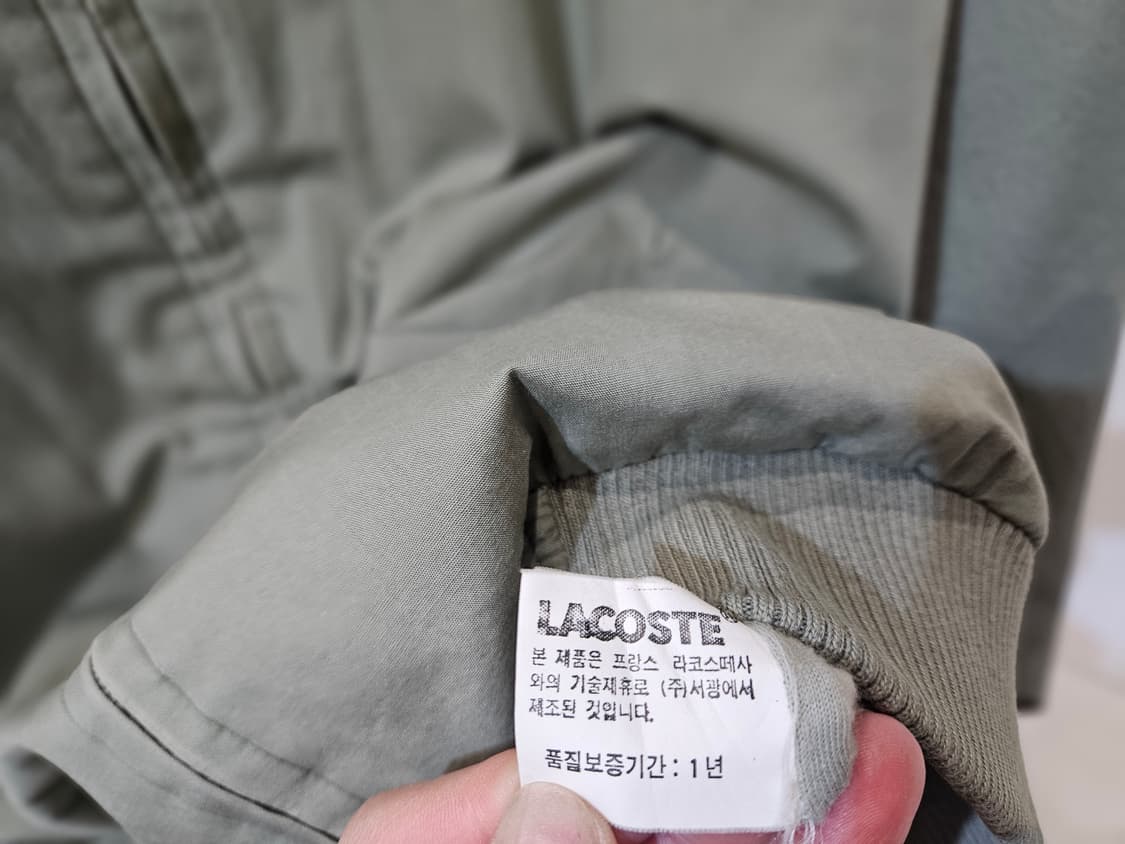 LACOSTE®
본 제품은 프랑스 라코스떼사
와의 기술제휴로 (주)서광에서
제조된 것입니다.
품질보증기간 : 1년